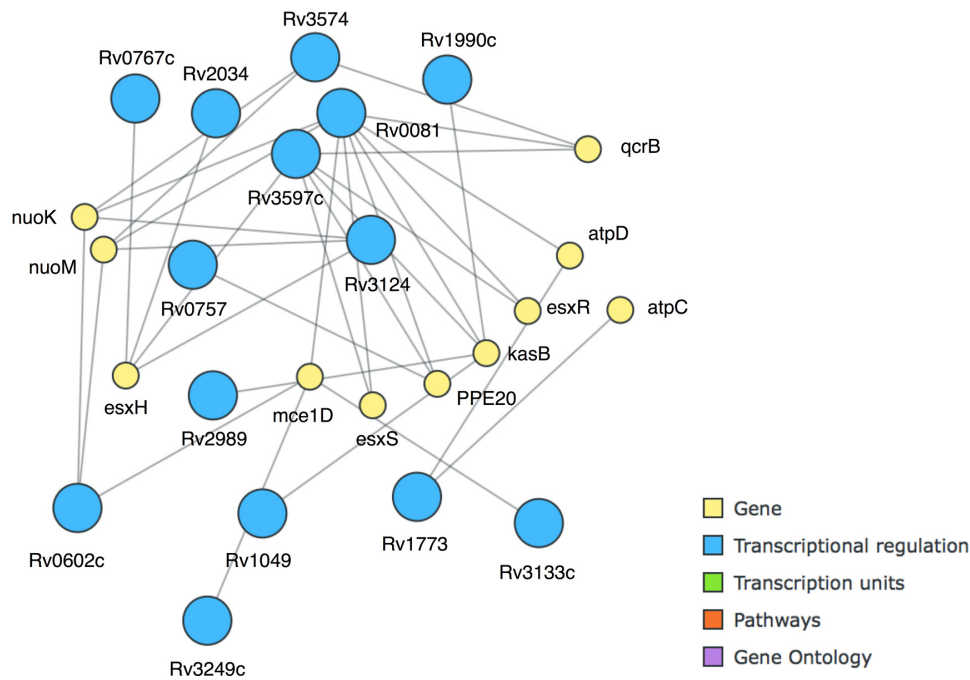 Rv3574
Rv1990c
Rv0767c
Rv2034
Rv0081
qcrB
Rv3597c
nuoK
atpD
nuoM
Rv3124
Rv0757
esxR
atpC
kasB
PPE20
esxH
mce1D
esxS
Rv2989
Rv0602c
Rv1049
Rv1773
Rv3133c
Rv3249c
Gene
Transcriptional regulation
Transcription units
Pathways
Gene Ontology